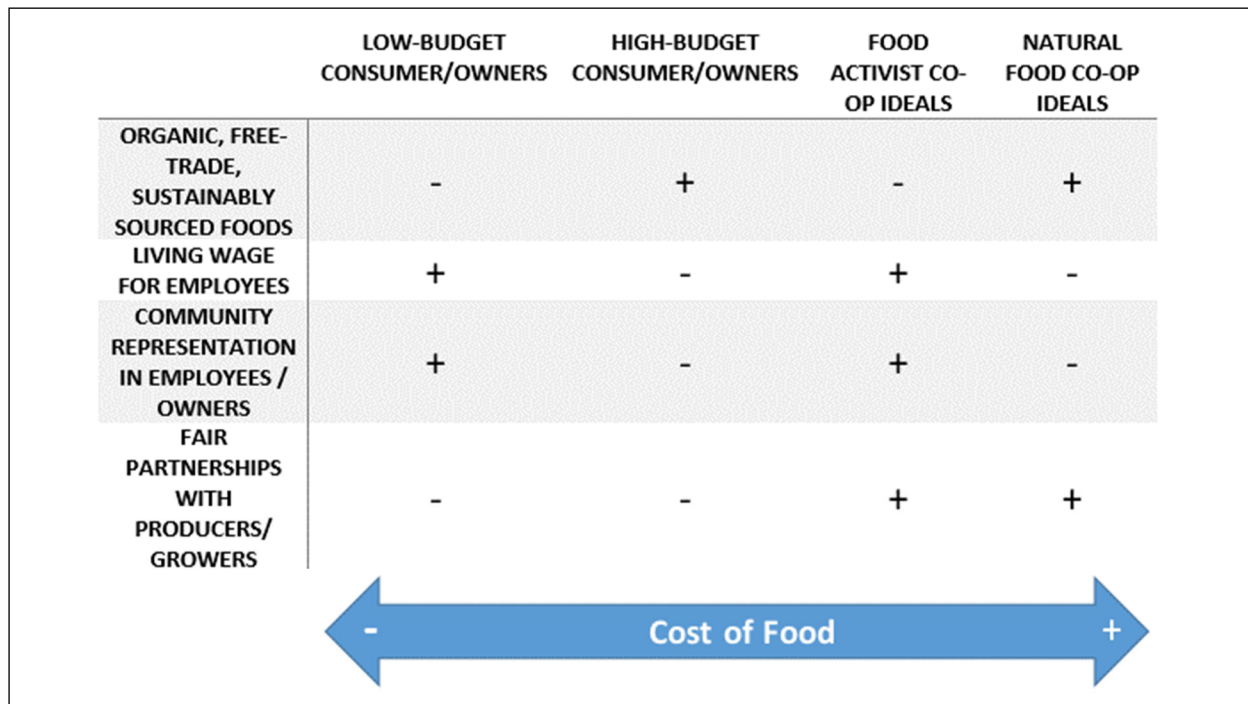 LOW-BUDGET CONSUMER/OWNERS
HIGH-BUDGET CONSUMER/OWNERS
FOOD ACTIVIST CO-OP IDEALS
NATURAL FOOD CO-OP IDEALS
ORGANIC, FREE-
TRADE,
SUSTAINABLY
SOURCED FOODS
- + - +
LIVING WAGE
FOR EMPLOYEES
+ - + -
COMMUNITY
REPRESENTATION
IN EMPLOYEES /
OWNERS
+ - + -
FAIR
PARTNERSHIPS
WITH
PRODUCERS/
GROWERS
- - + +
- Cost of Food +